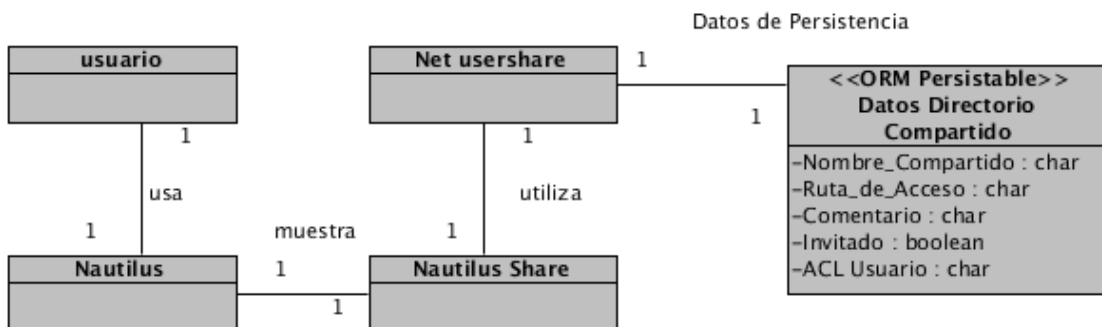 Datos de Persistencia
usuario
Net usershare
1
<<ORM Persistable>>
Datos Directorio
Compartido
1
1
1
-Nombre_Compartido : char
-Ruta_de_Acceso : char
-Comentario : char
-Invitado : boolean
-ACL Usuario : char
usa
utiliza
1
muestra
1
Nautilus
1
Nautilus Share
1